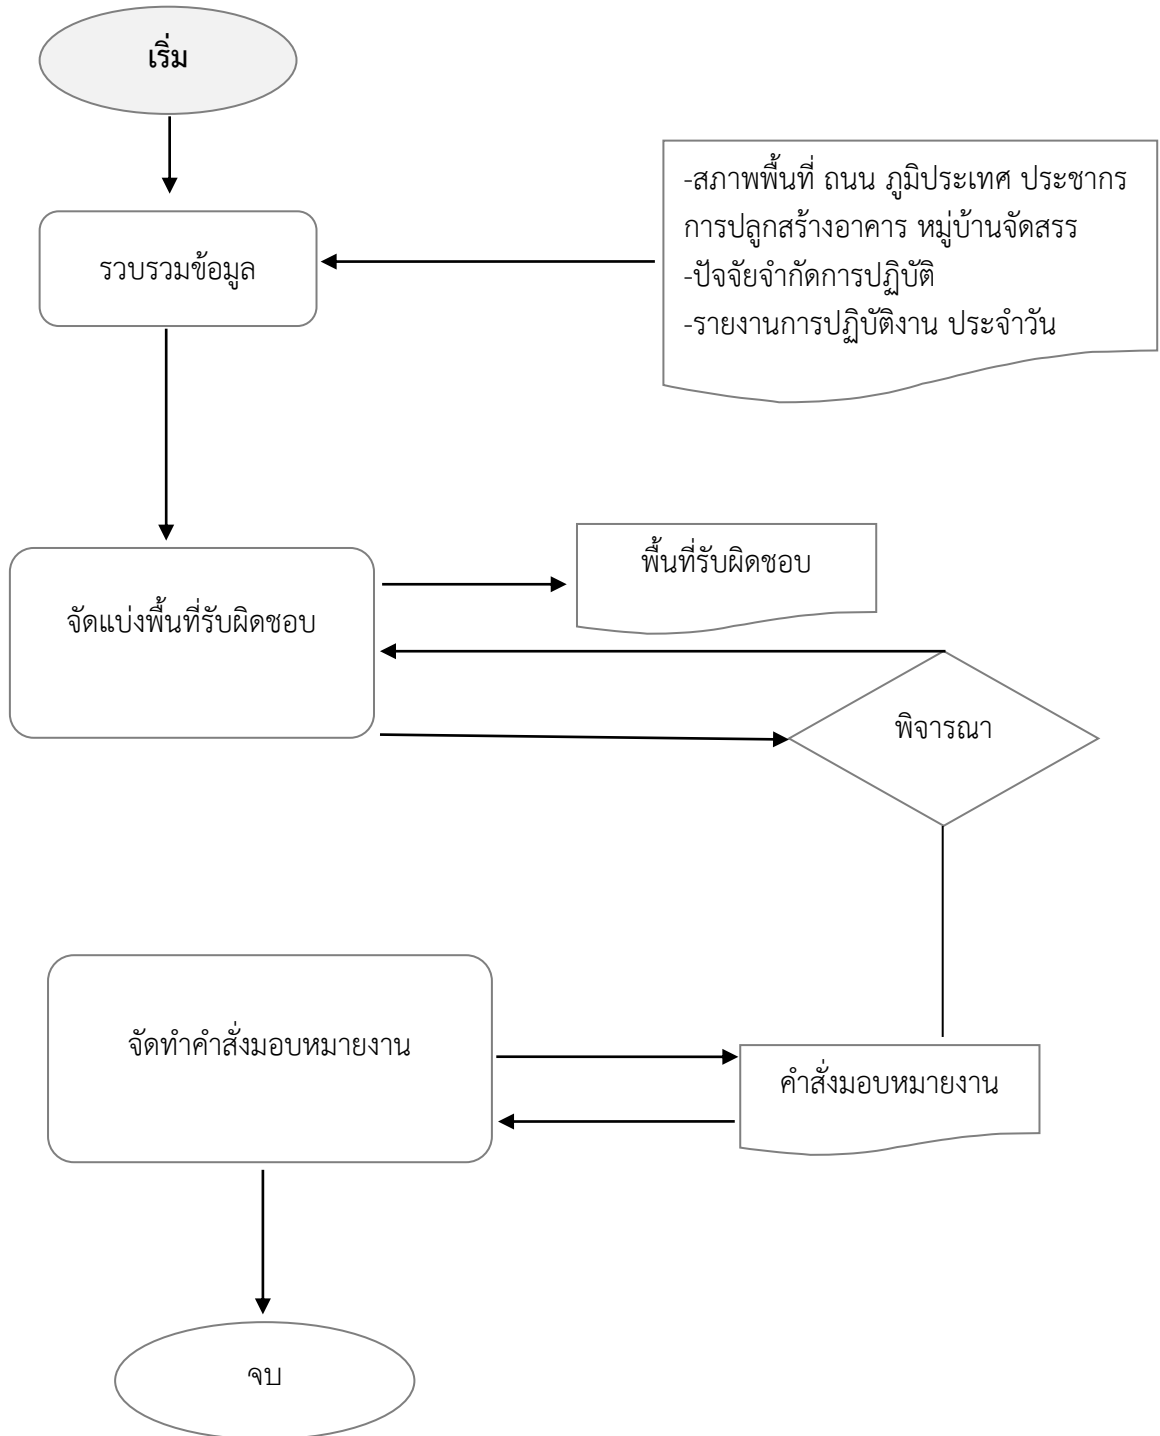 เริ่ม
-สภาพพื้นที่ ถนน ภูมิประเทศ ประชากร
การปลูกสร้างอาคาร หมู่บ้านจัดสรร
-ปัจจัยจำกัดการปฏิบัติ
-รายงานการปฏิบัติงาน ประจำวัน
รวบรวมข้อมูล
พื้นที่รับผิดชอบ
จัดแบ่งพื้นที่รับผิดชอบ
พิจารณา
จัดทำคำสั่งมอบหมายงาน
คำสั่งมอบหมายงาน
จบ